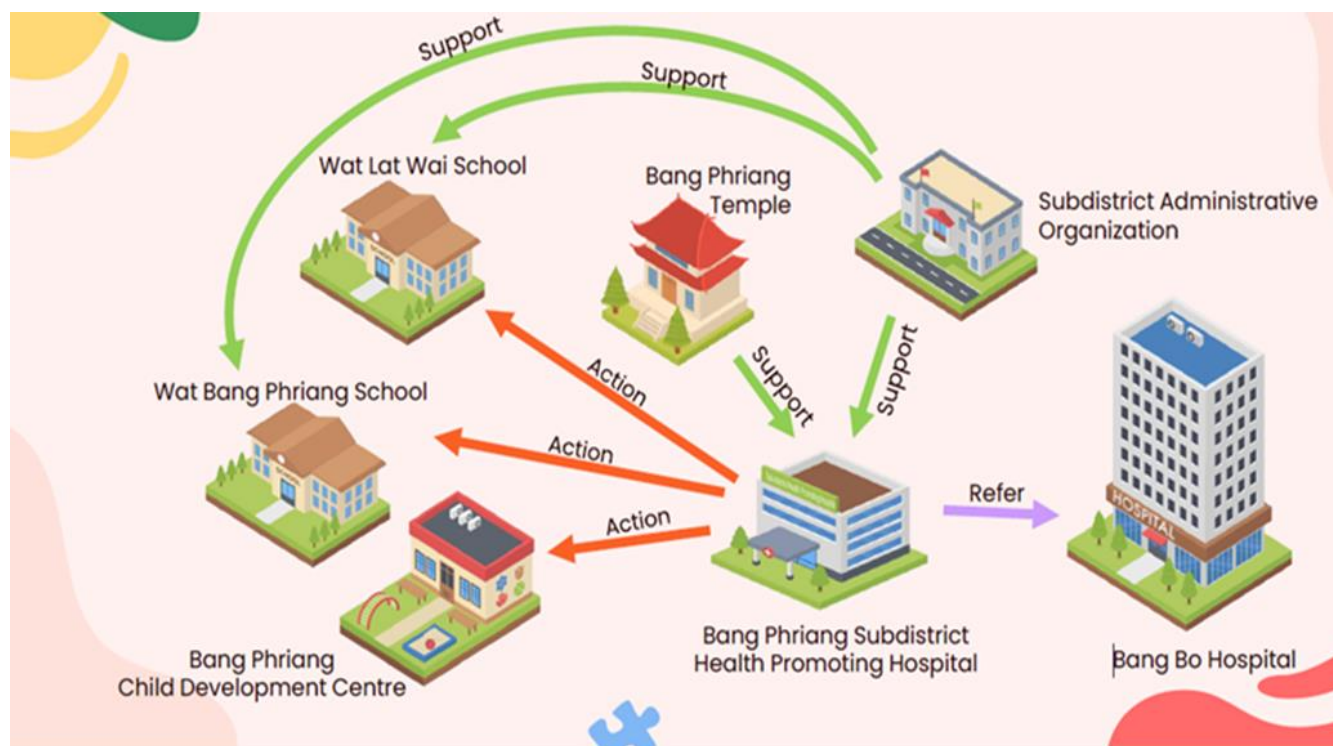 Support
Support
Wat Lat Wai School
Bang Phriang
Temple
Subdistrict Administrative
Organization
Support
Support
Action
Wat Bang Phriang School
Action
Action
Refer
HOSPITAL
Bang Phriang
Child Development Centre
Bang Phriang Subdistrict
Health Promoting Hospital
Bang Bo Hospital